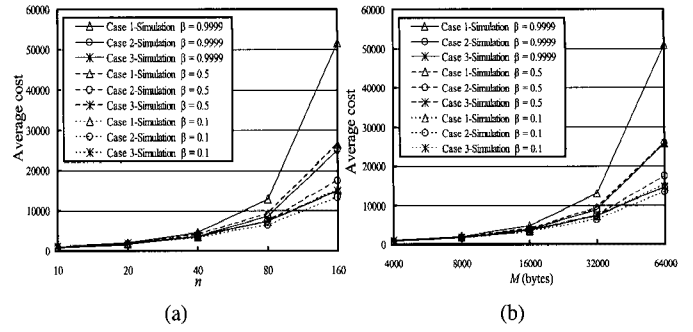 60000
50000
40000
30000
20000
10000
0
Average cost
Case 1-Simulation β = 0.9999
Case 2-Simulation β = 0.9999
Case 3-Simulation β = 0.9999
Case 1-Simulation β = 0.5
Case 2-Simulation β = 0.5
Case 3-Simulation β = 0.5
Case 1-Simulation β = 0.1
Case 2-Simulation β = 0.1
Case 3-Simulation β = 0.1
10 20 40 80 160
n
(a)
60000
50000
40000
30000
20000
10000
0
Average cost
Case 1-Simulation β = 0.9999
Case 2-Simulation β = 0.9999
Case 3-Simulation β = 0.9999
Case 1-Simulation β = 0.5
Case 2-Simulation β = 0.5
Case 3-Simulation β = 0.5
Case 1-Simulation β = 0.1
Case 2-Simulation β = 0.1
Case 3-Simulation β = 0.1
4000 8000 16000 32000 64000
M (bytes)
(b)